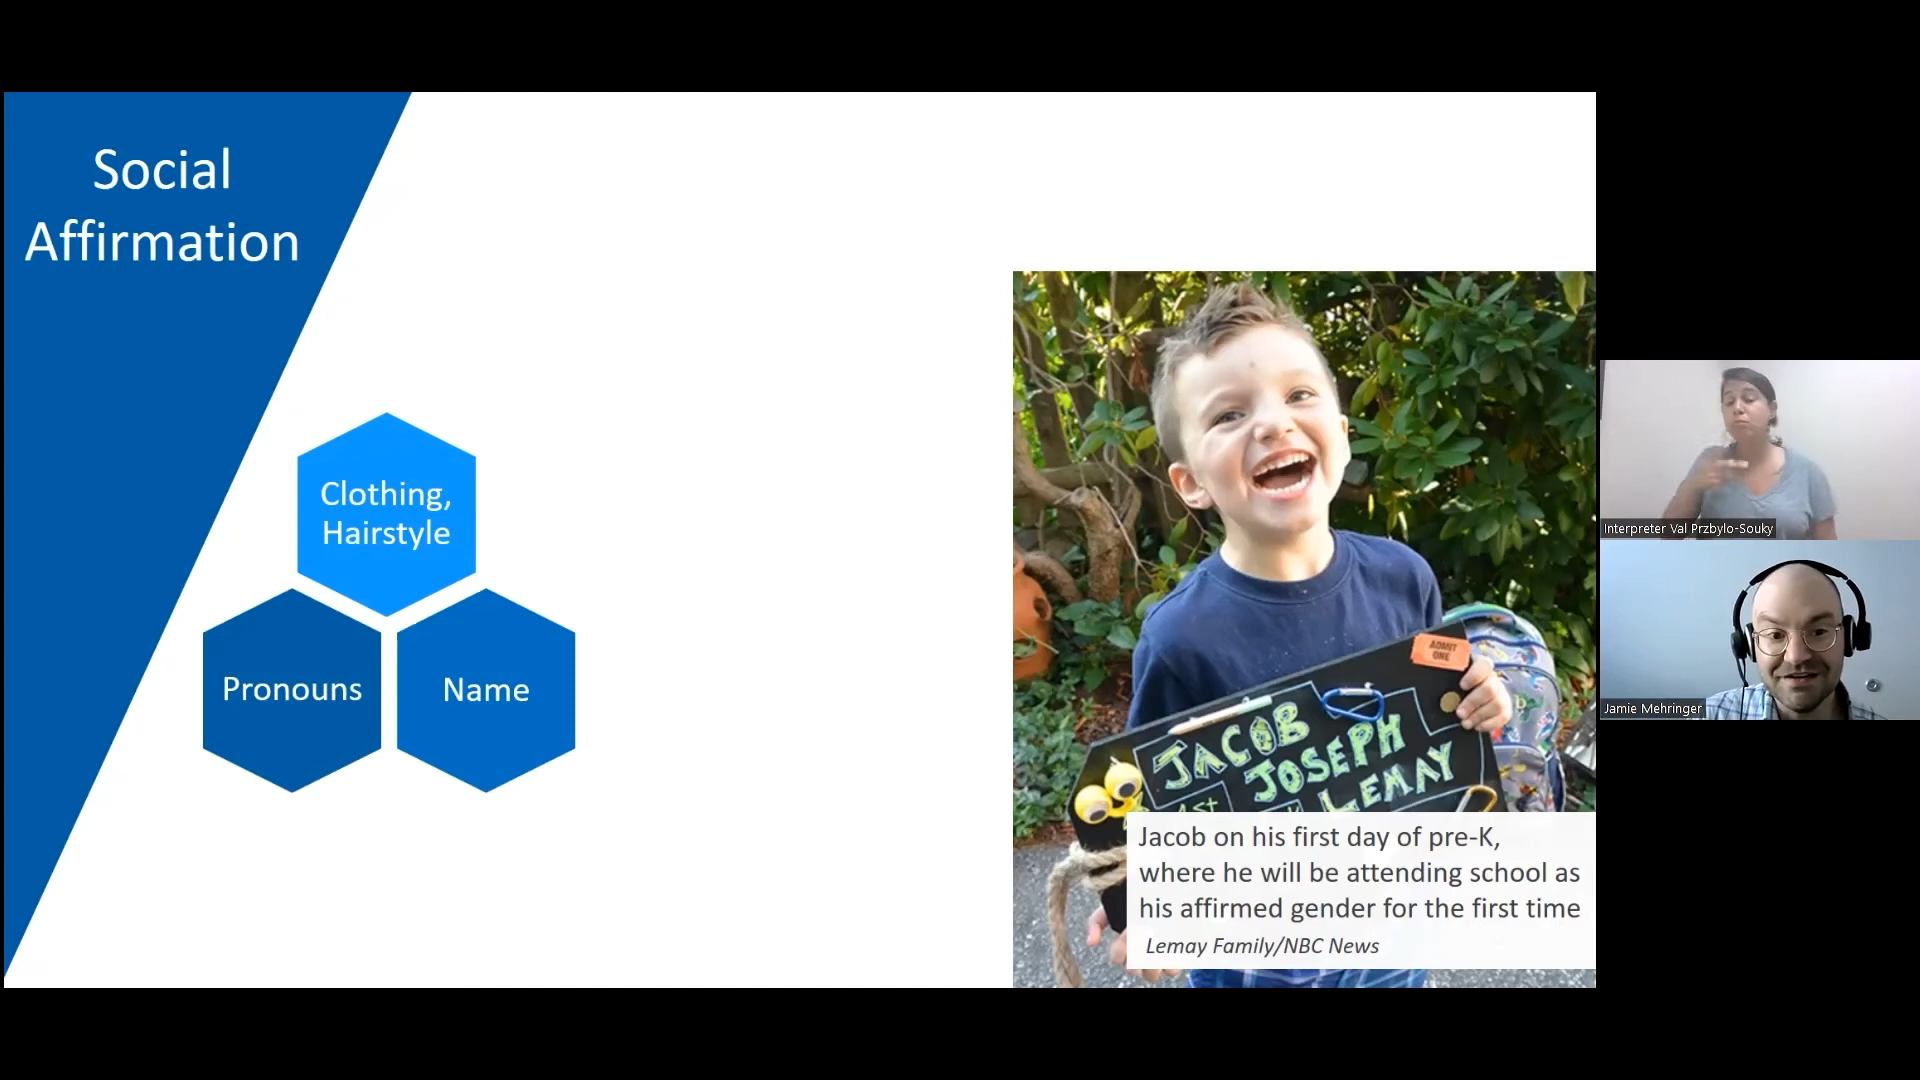 Social
Affirmation
Clothing,
Hairstyle
Pronouns
Name
ADMIT
ONE
JACOB
JOSEPH
LEMAY
1st
Jacob on his first day of pre-K,
where he will be attending school as
his affirmed gender for the first time
Lemay Family/NBC News
Interpreter Val Przbylo-Souky
Jamie Mehringer